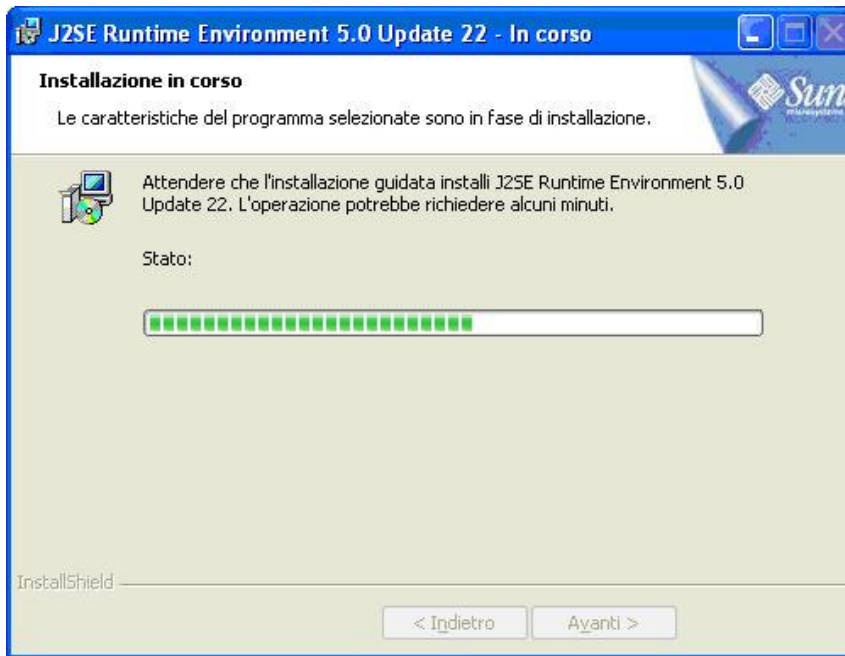 J2SE Runtime Environment 5.0 Update 22 - In corso
Installazione in corso
Le caratteristiche del programma selezionate sono in fase di installazione.
Sun
microsystems
Attendere che l'installazione guidata installi J2SE Runtime Environment 5.0
Update 22. L'operazione potrebbe richiedere alcuni minuti.
Stato:
InstallShield
< Indietro
Avanti >